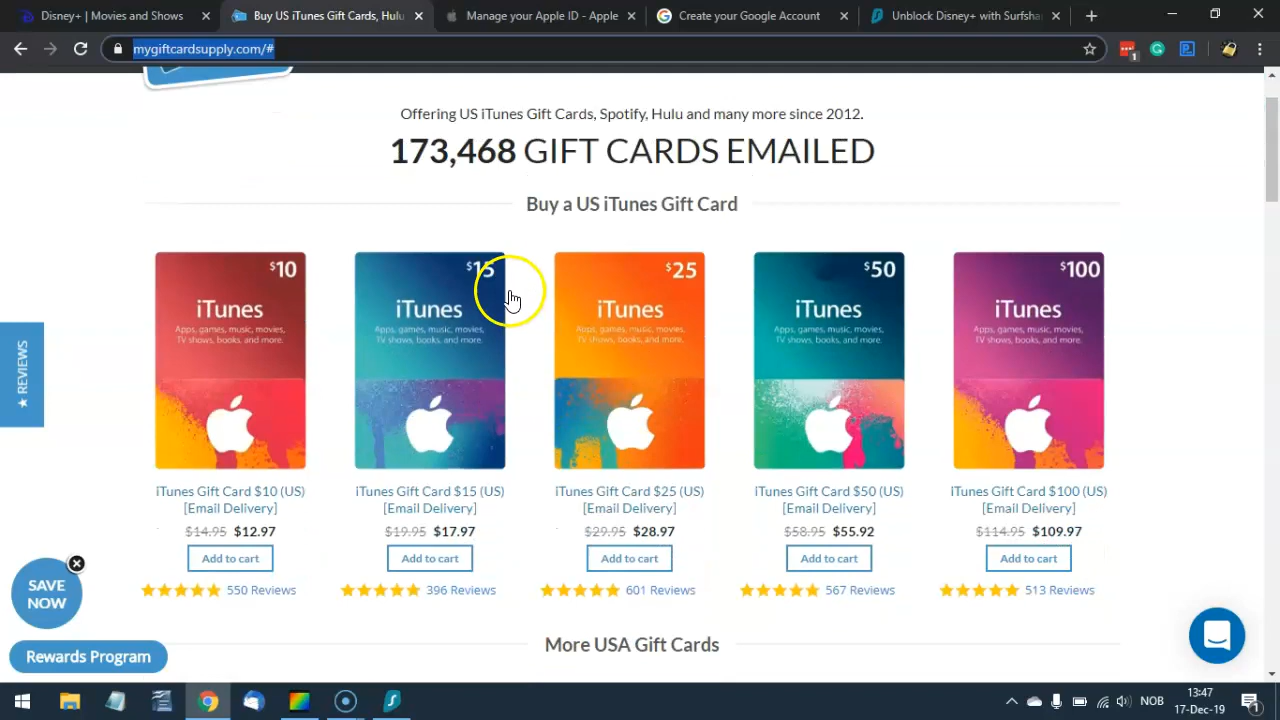 Disney+ | Movies and Shows
Buy US iTunes Gift Cards, Hulu
Manage your Apple ID - Apple
Create your Google Account
Unblock Disney+ with Surfsha
mygiftcardsupply.com/#
1
Offering US iTunes Gift Cards, Spotify, Hulu and many more since 2012.
173,468 GIFT CARDS EMAILED
Buy a US iTunes Gift Card
$10 $15 $25 $50 $100
iTunes iTunes iTunes iTunes iTunes
Apps, games, music, movies, Apps, games, music, movies, Apps, games, music, movies, Apps, games, music, movies, Apps, games, music, movies,
TV shows, books, and more. TV shows, books, and more. TV shows, books, and more. TV shows, books, and more. TV shows, books, and more.
★ REVIEWS
iTunes Gift Card $10 (US) iTunes Gift Card $15 (US) iTunes Gift Card $25 (US) iTunes Gift Card $50 (US) iTunes Gift Card $100 (US)
[Email Delivery] [Email Delivery] [Email Delivery] [Email Delivery] [Email Delivery]
$14.95 $12.97 $19.95 $17.97 $29.95 $28.97 $58.95 $55.92 $114.95 $109.97
Add to cart Add to cart Add to cart Add to cart Add to cart
550 Reviews 396 Reviews 601 Reviews 567 Reviews 513 Reviews
SAVE
NOW
More USA Gift Cards
Rewards Program
NOB
13:47
17-Dec-19
1